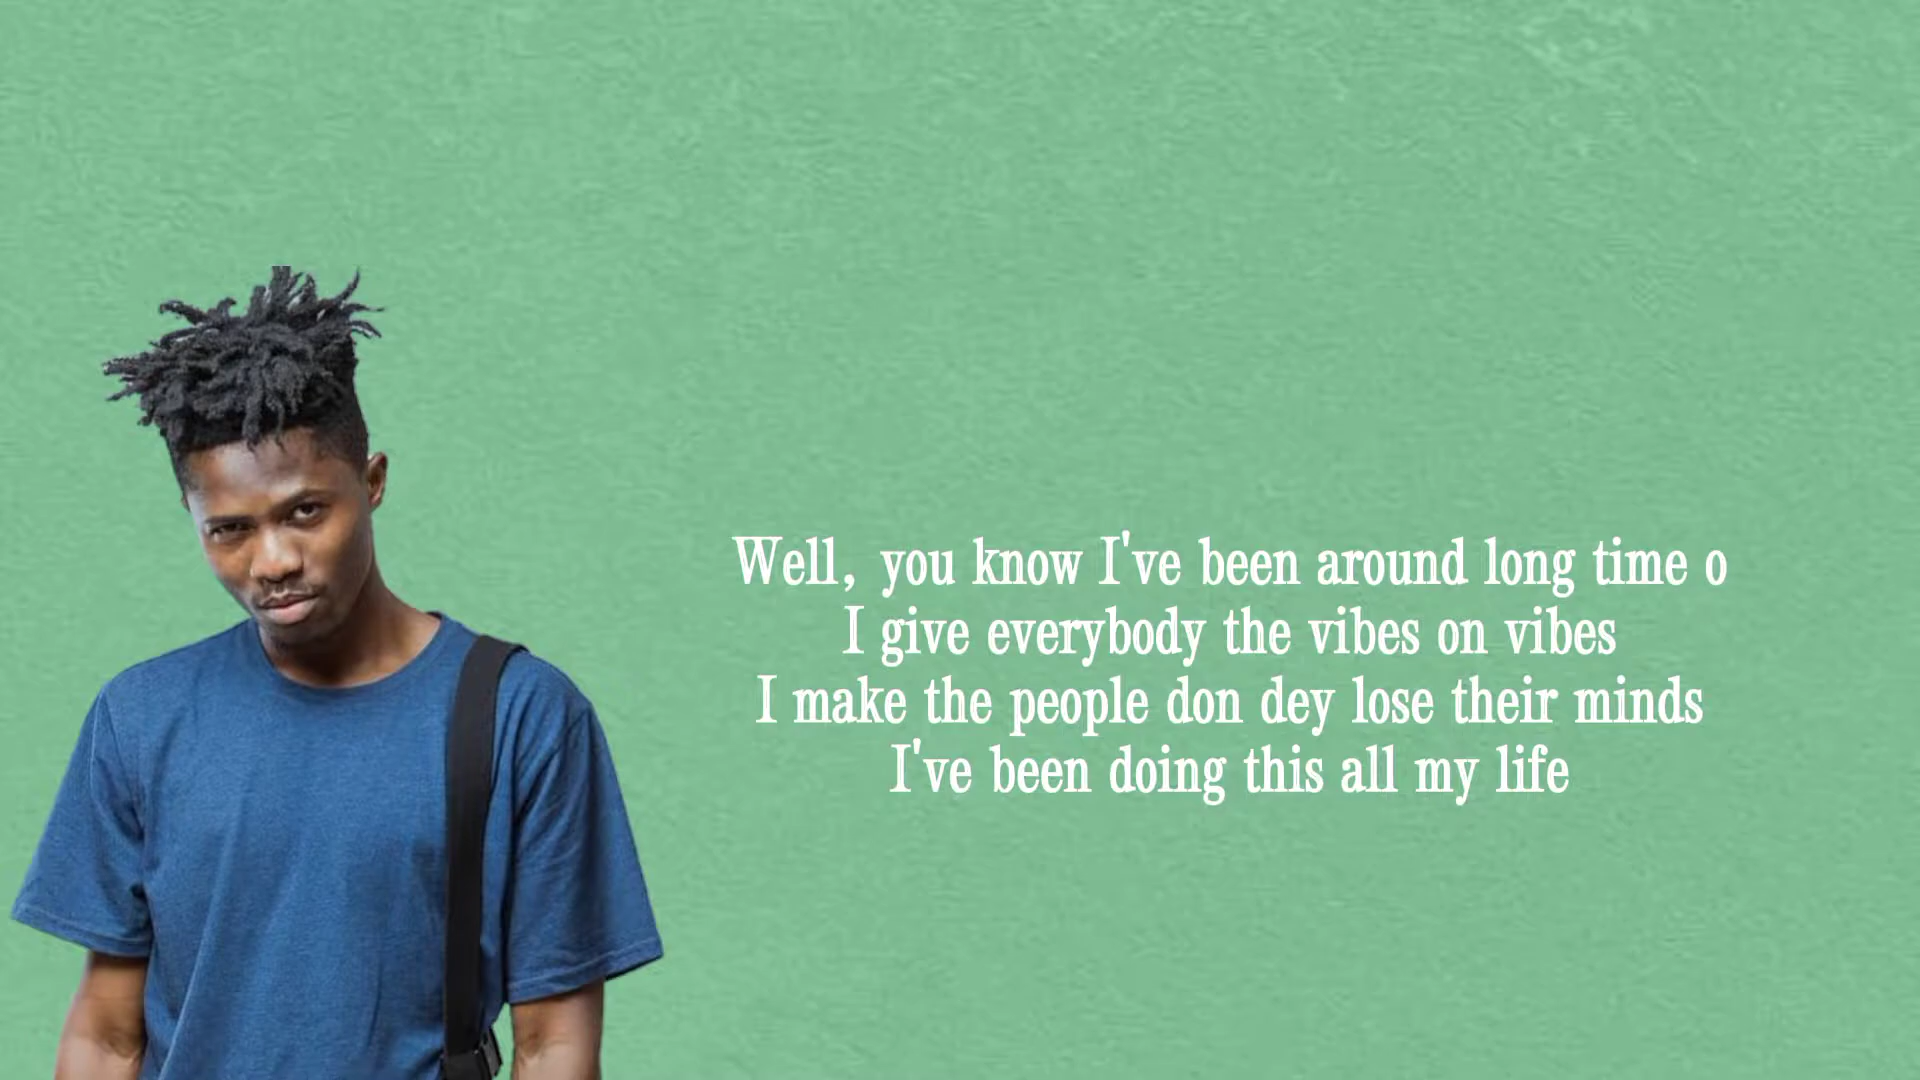 Well, you know I've been around long time o
I give everybody the vibes on vibes
I make the people don dey lose their minds
I've been doing this all my life